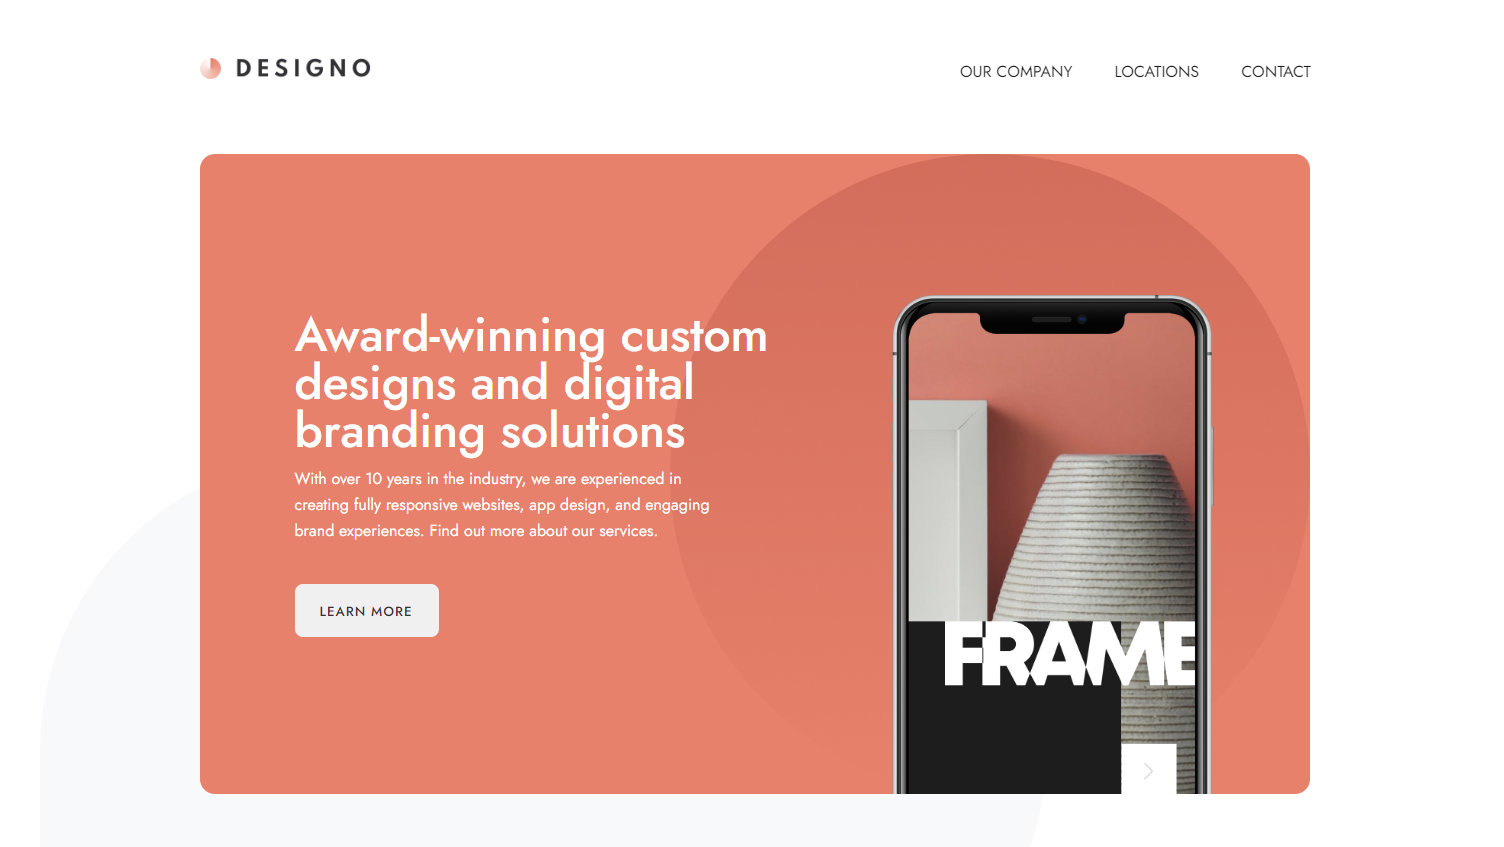 DESIGNO
OUR COMPANY LOCATIONS CONTACT
Award-winning custom
designs and digital
branding solutions
With over 10 years in the industry, we are experienced in
creating fully responsive websites, app design, and engaging
brand experiences. Find out more about our services.
LEARN MORE
FRAME